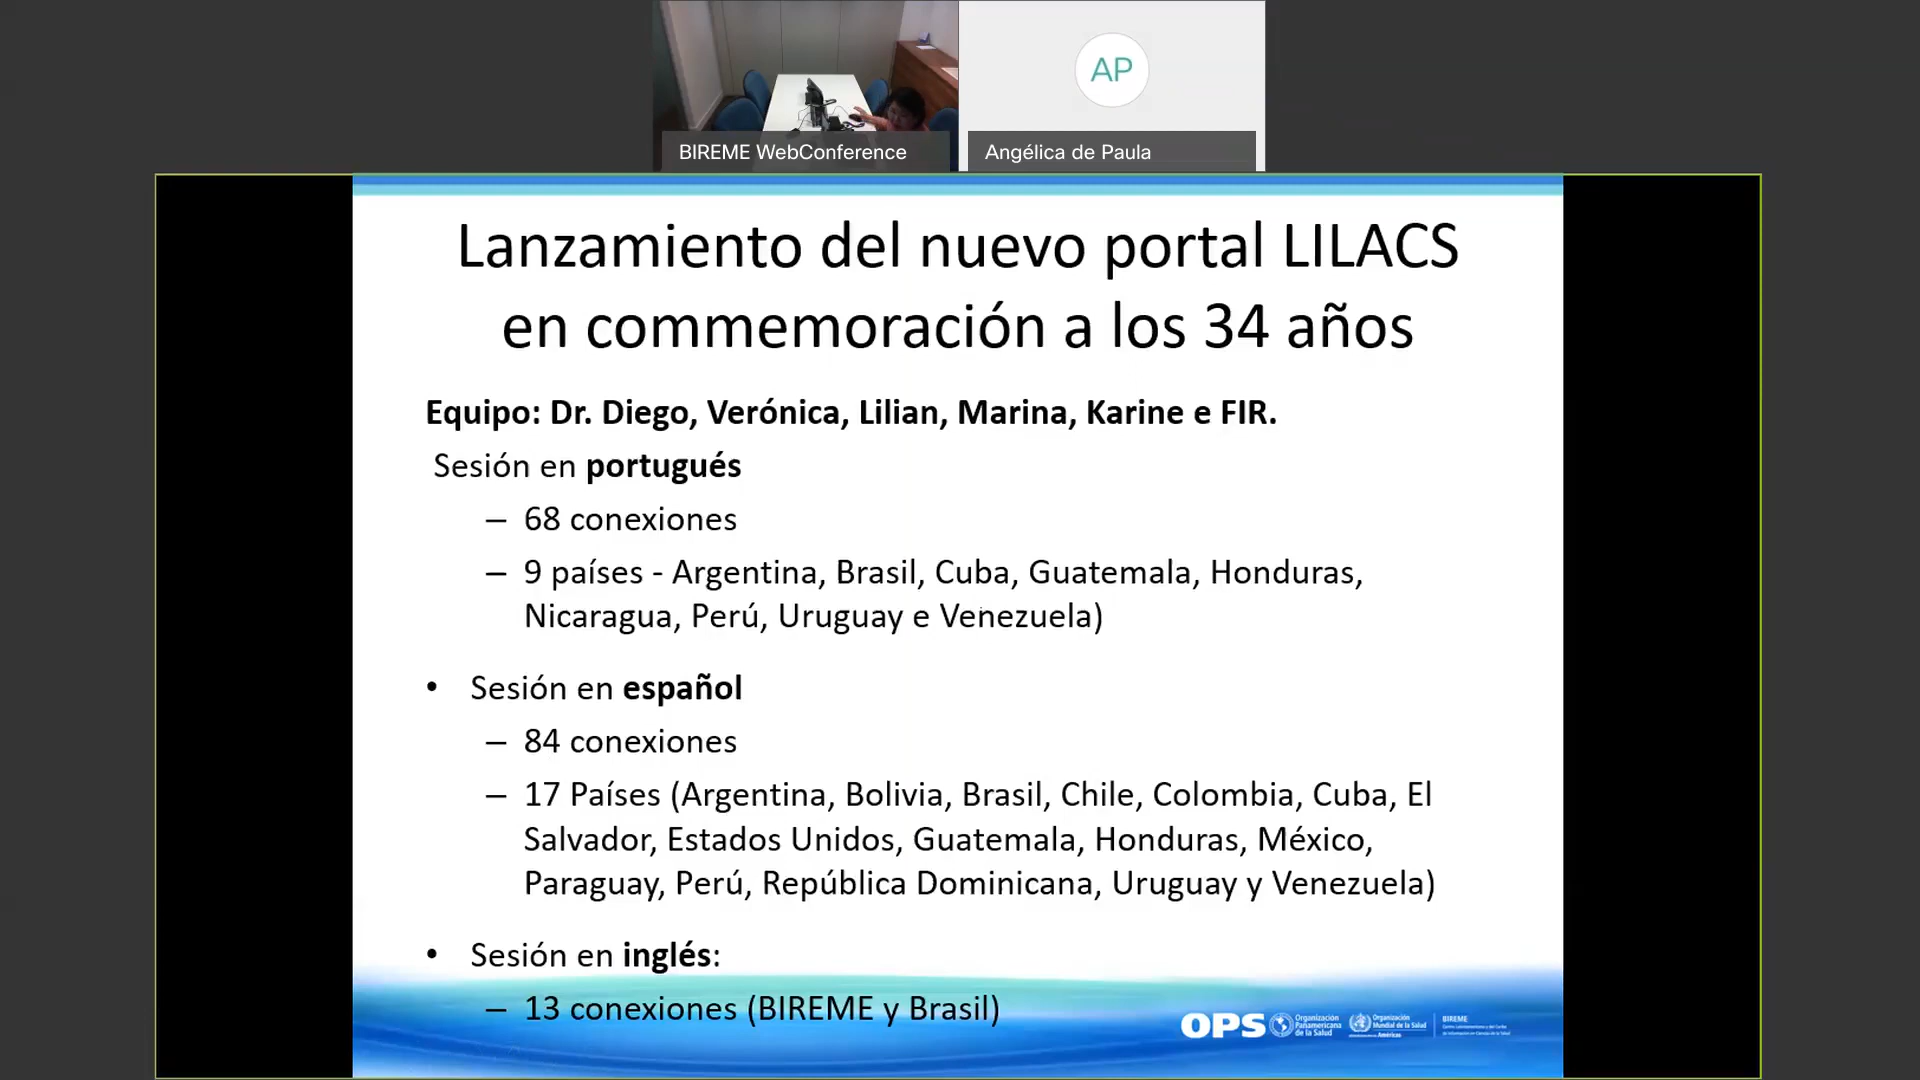 AP
BIREME WebConference
Angélica de Paula
Lanzamiento del nuevo portal LILACS
en commemoración a los 34 años
Equipo: Dr. Diego, Verónica, Lilian, Marina, Karine e FIR.
Sesión en portugués
– 68 conexiones
– 9 países - Argentina, Brasil, Cuba, Guatemala, Honduras,
Nicaragua, Perú, Uruguay e Venezuela)
• Sesión en español
– 84 conexiones
– 17 Países (Argentina, Bolivia, Brasil, Chile, Colombia, Cuba, El
Salvador, Estados Unidos, Guatemala, Honduras, México,
Paraguay, Perú, República Dominicana, Uruguay y Venezuela)
• Sesión en inglés:
– 13 conexiones (BIREME y Brasil)
OPS
Organización
Panamericana
de la Salud
Organización
Mundial de la Salud
Américas
BIREME